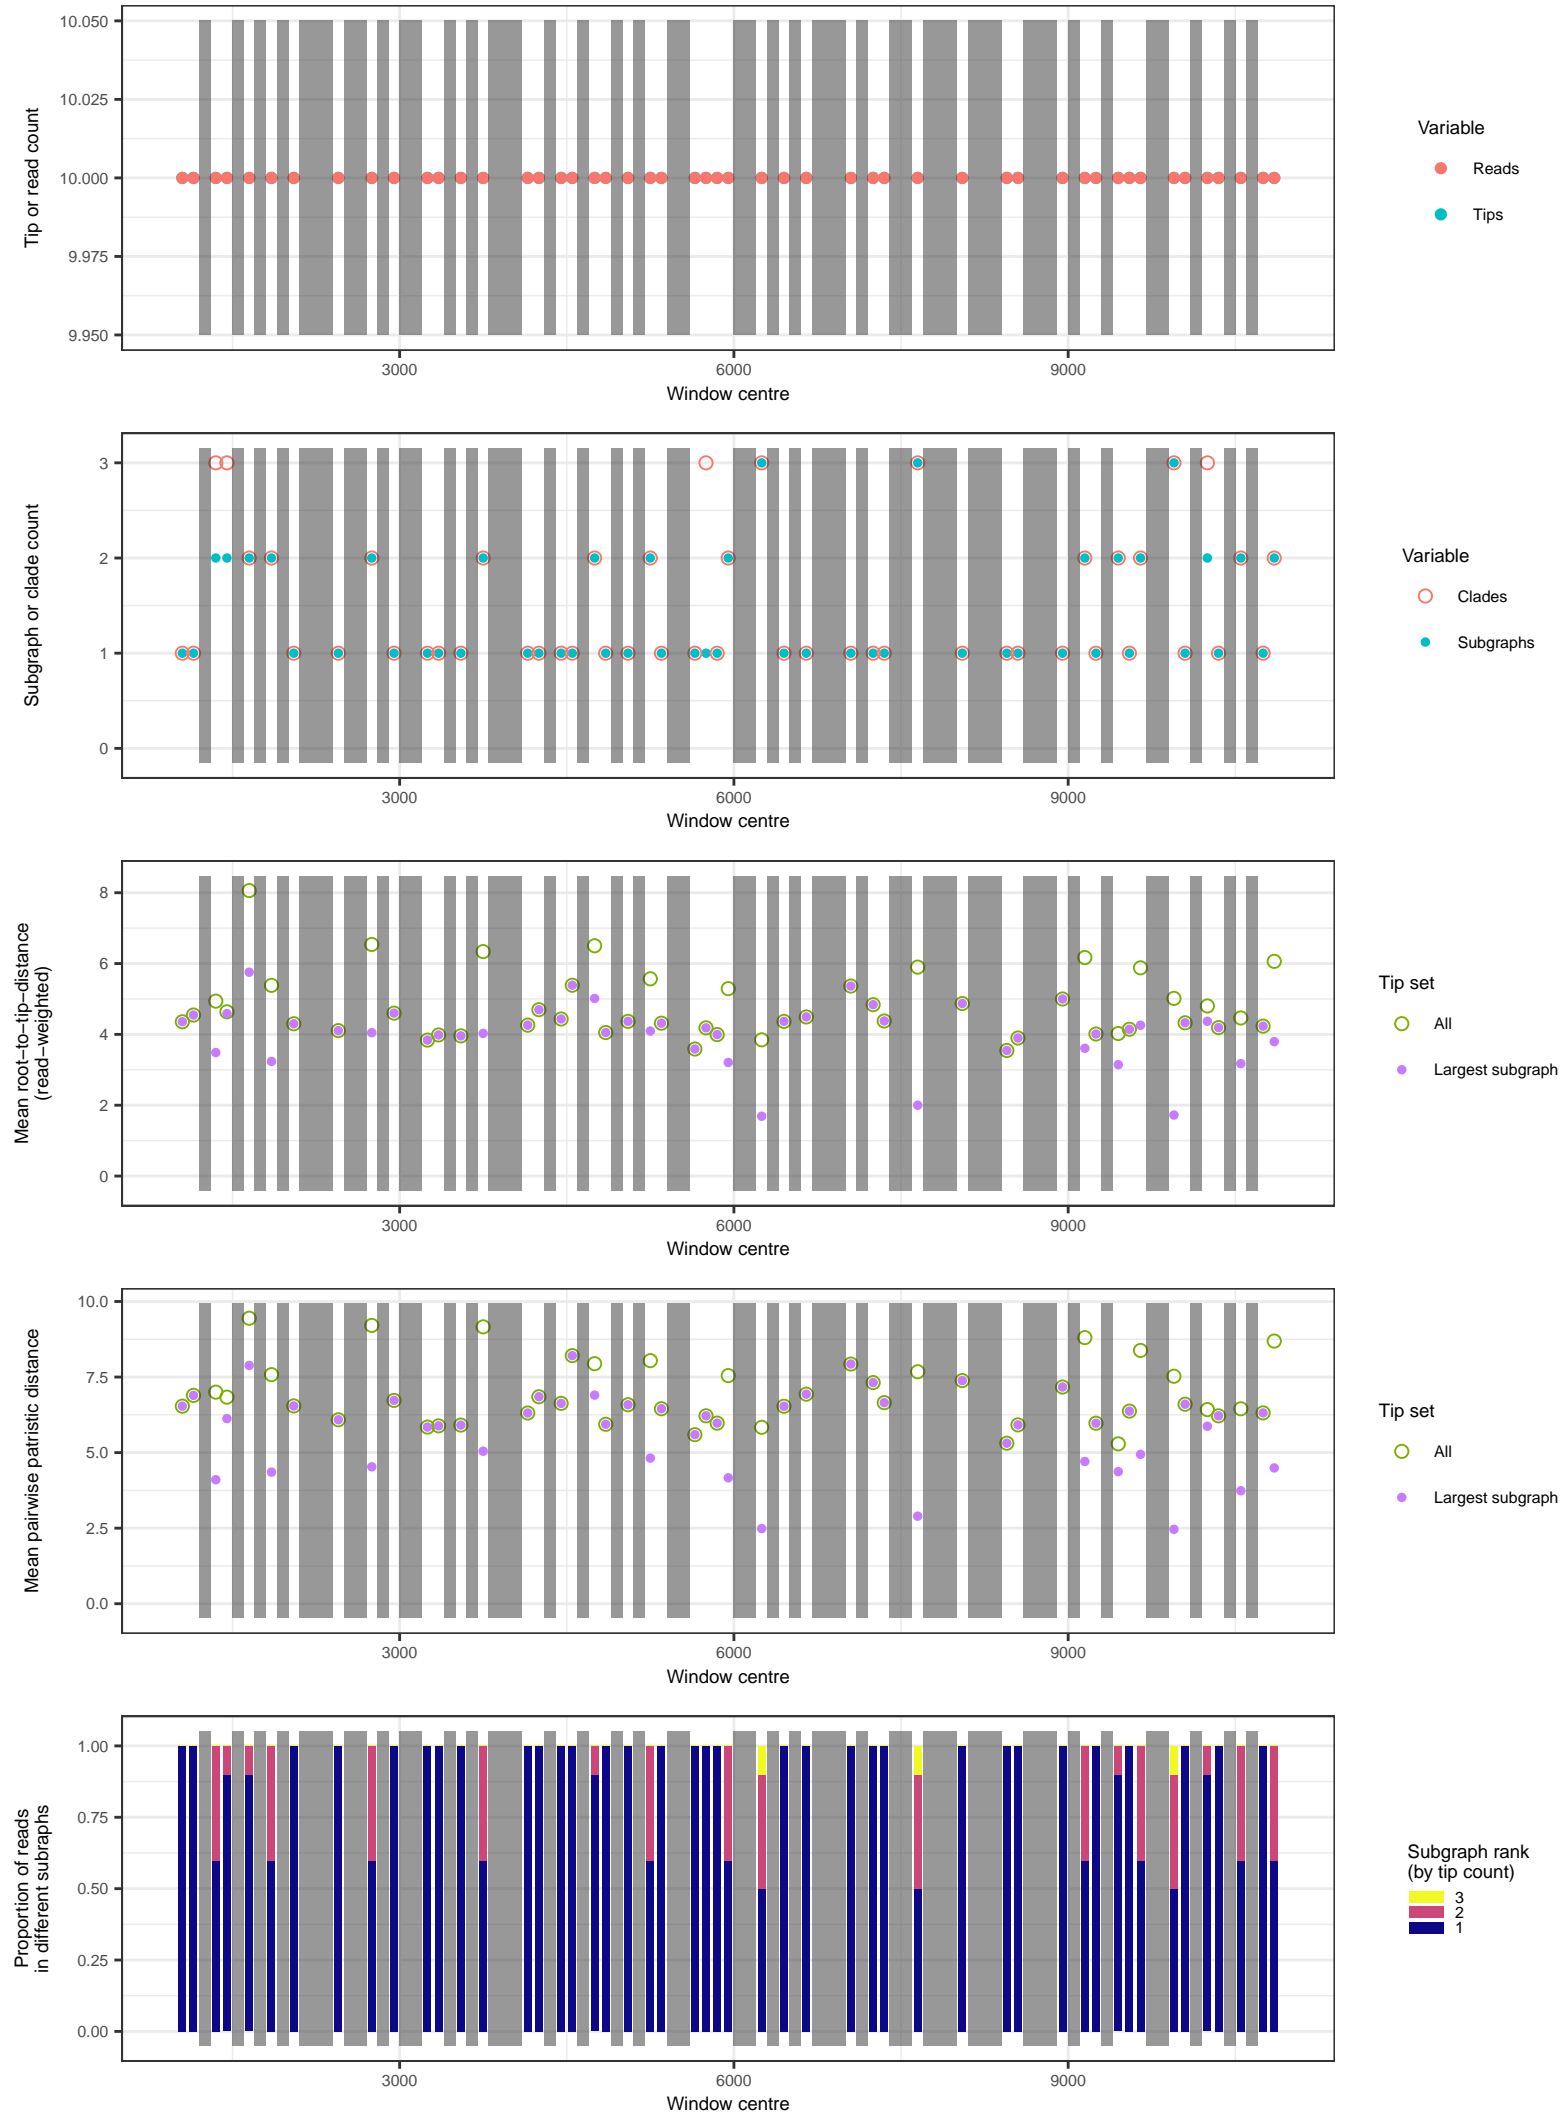 10.050
10.025
10.000
9.975
9.950
Tip or read count
3000
6000
9000
Window centre
Variable
Reads
Tips
3
2
1
0
Subgraph or clade count
3000
6000
9000
Window centre
Variable
Clades
Subgraphs
8
6
4
2
0
Mean root−to−tip−distance
(read−weighted)
3000
6000
9000
Window centre
Tip set
All
Largest subgraph
10.0
7.5
5.0
2.5
0.0
Mean pairwise patristic distance
3000
6000
9000
Window centre
Tip set
All
Largest subgraph
1.00
0.75
0.50
0.25
0.00
Proportion of reads
in different subraphs
3000
6000
9000
Window centre
Subgraph rank
(by tip count)
3
2
1